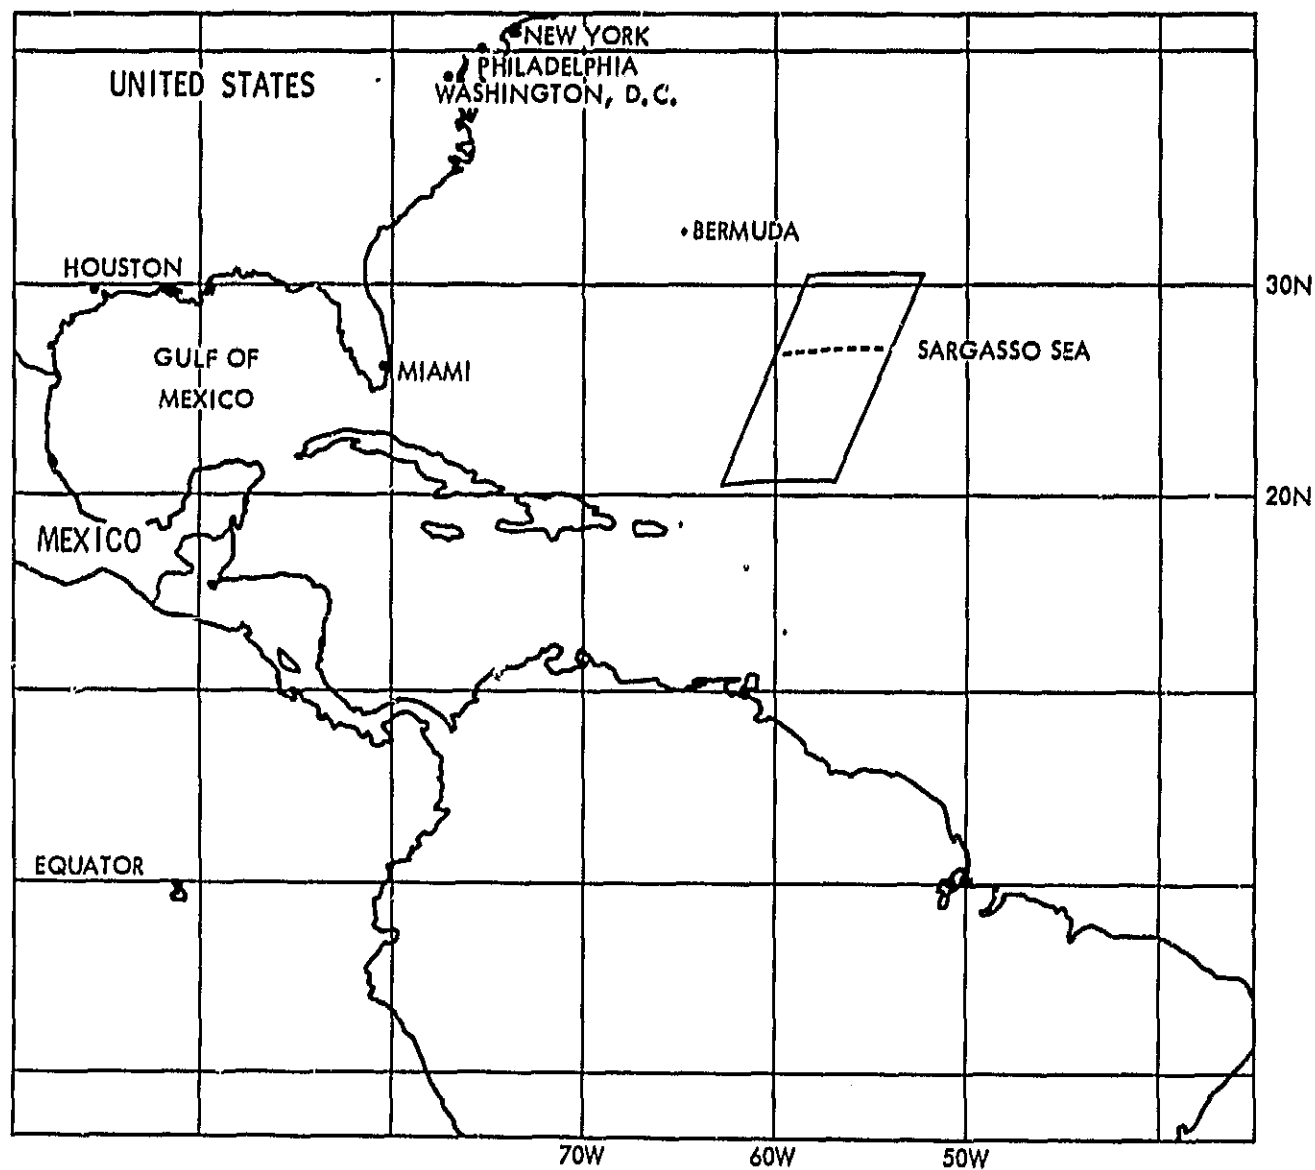 NEW YORK
PHILADELPHIA
UNITED STATES
WASHINGTON, D.C.
BERMUDA
HOUSTON
30N
GULF OF
MEXICO
SARGASSO SEA
MIAMI
20N
MEXICO
EQUATOR
70W
60W
50W